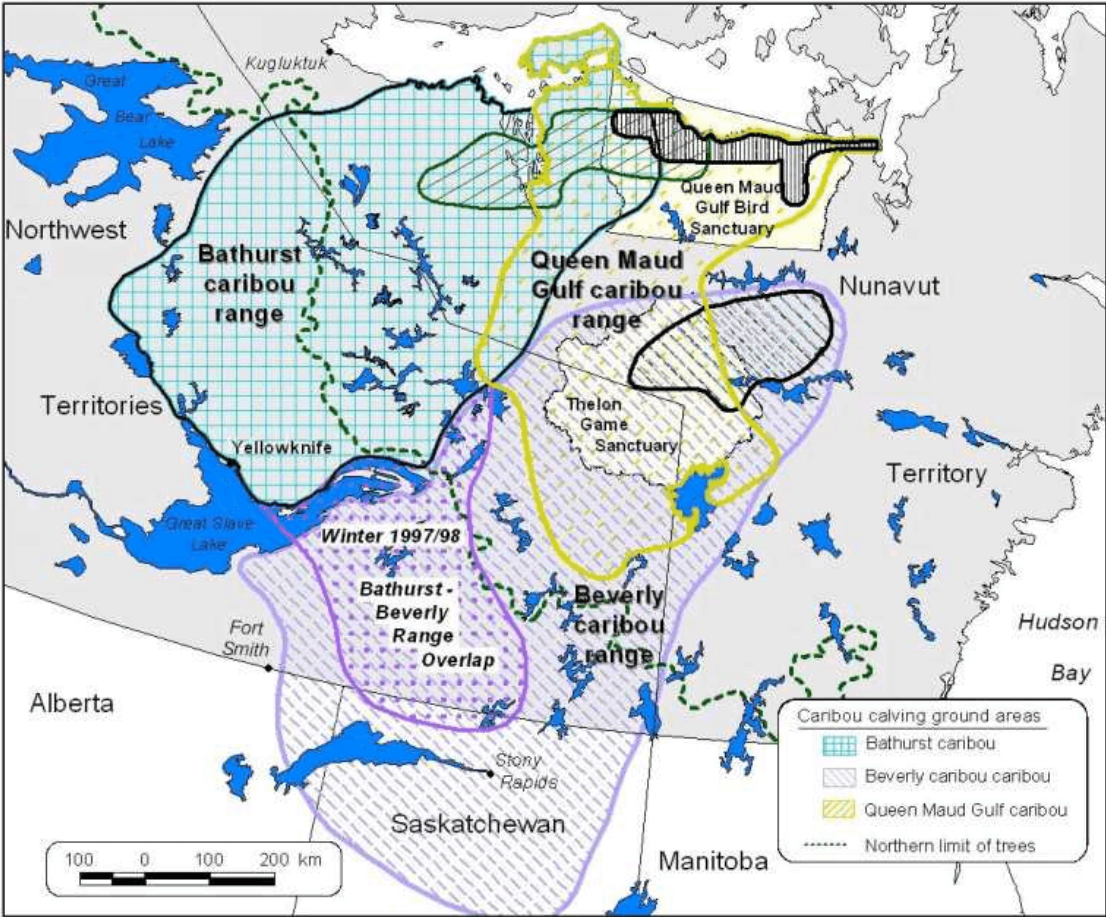 Kugluktuk
Great
Bear
Lake
Northwest
Bathurst
caribou
range
Queen Maud
Gulf Bird
Sanctuary
Queen Maud
Gulf caribou
range
Nunavut
Territories
Thelon
Game
Sanctuary
Yellowknife
Territory
Great Slave
Lake
Winter 1997/98
Bathurst -
Beverly
Range
Overlap
Beverly
caribou
range
Fort
Smith
Hudson
Bay
Alberta
Stony
Rapids
Saskatchewan
Manitoba
Caribou calving ground areas
Bathurst caribou
Beverly caribou caribou
Queen Maud Gulf caribou
Northern limit of trees
100 0 100 200 km